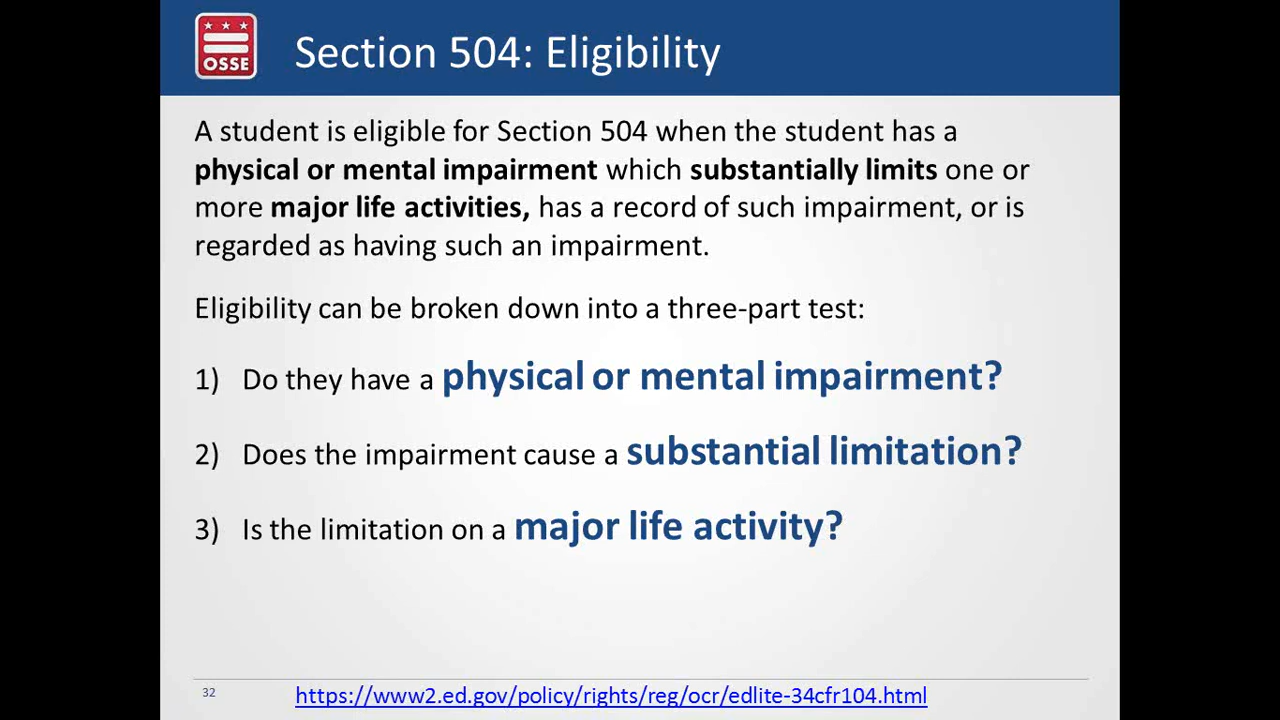 OSSE
Section 504: Eligibility
A student is eligible for Section 504 when the student has a
physical or mental impairment which substantially limits one or
more major life activities, has a record of such impairment, or is
regarded as having such an impairment.
Eligibility can be broken down into a three-part test:
1) Do they have a physical or mental impairment?
2) Does the impairment cause a substantial limitation?
3) Is the limitation on a major life activity?
32
https://www2.ed.gov/policy/rights/reg/ocr/edlite-34cfr104.html